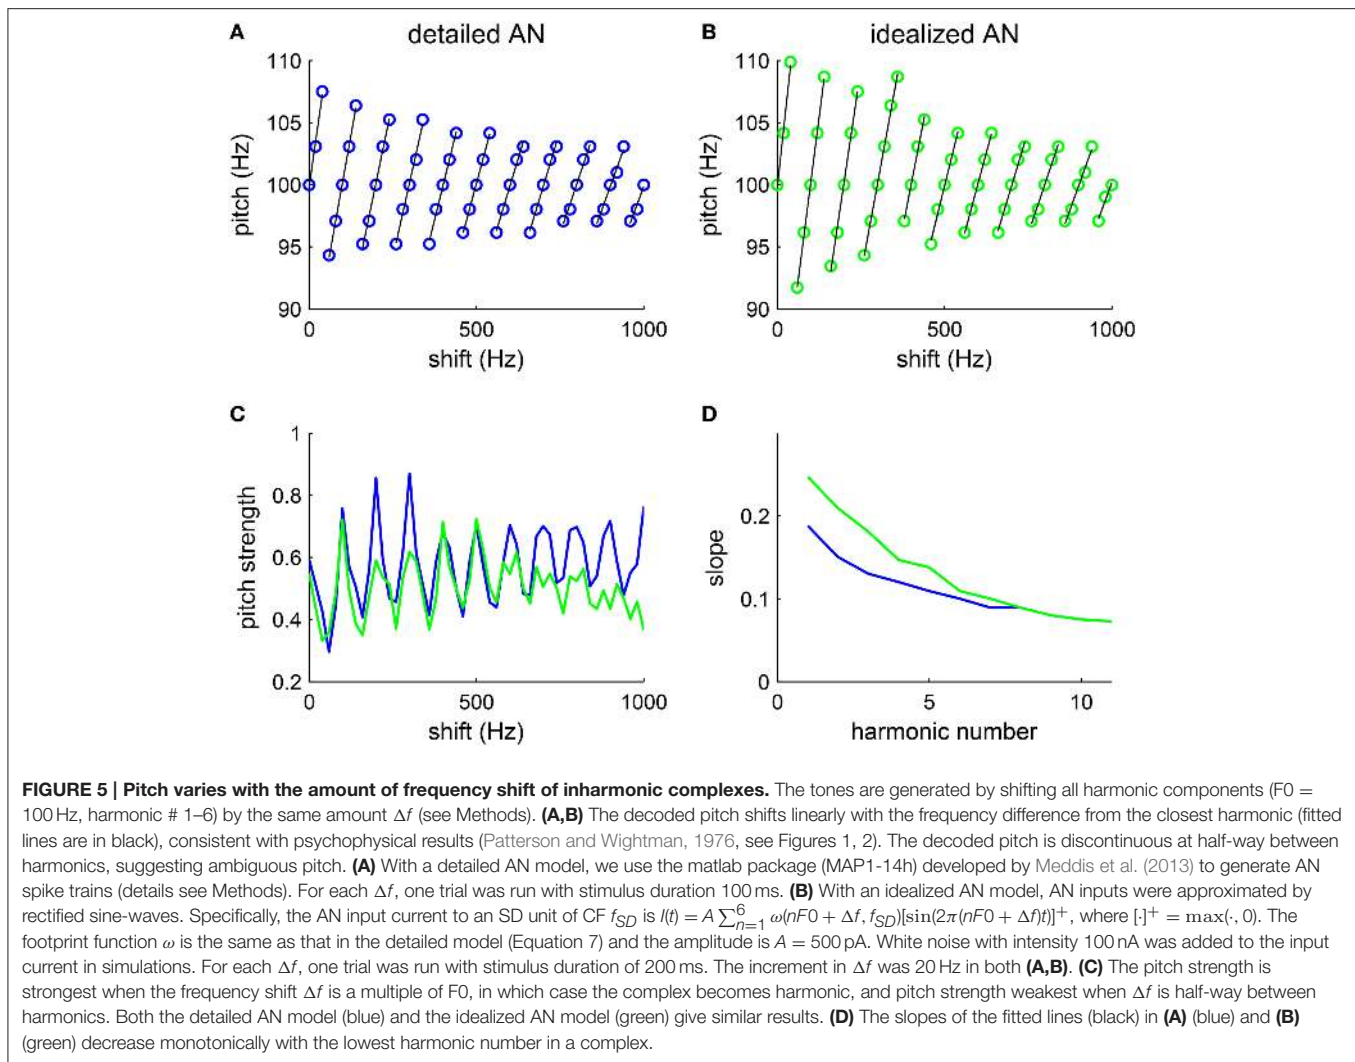 A
detailed AN
B
idealized AN
110
105
100
95
90
pitch (Hz)
0
500
1000
shift (Hz)
110
105
100
95
90
pitch (Hz)
0
500
1000
shift (Hz)
C
1
0.8
0.6
0.4
0.2
pitch strength
0
500
1000
shift (Hz)
D
0.2
0.1
0
slope
0
5
10
harmonic number
FIGURE 5 | Pitch varies with the amount of frequency shift of inharmonic complexes. The tones are generated by shifting all harmonic components (F0 =
100 Hz, harmonic # 1–6) by the same amount Δf (see Methods). (A,B) The decoded pitch shifts linearly with the frequency difference from the closest harmonic (fitted
lines are in black), consistent with psychophysical results (Patterson and Wightman, 1976, see Figures 1, 2). The decoded pitch is discontinuous at half-way between
harmonics, suggesting ambiguous pitch. (A) With a detailed AN model, we use the matlab package (MAP1-14h) developed by Meddis et al. (2013) to generate AN
spike trains (details see Methods). For each Δf, one trial was run with stimulus duration 100 ms. (B) With an idealized AN model, AN inputs were approximated by
rectified sine-waves. Specifically, the AN input current to an SD unit of CF f_SD is I(t) = A ∑_{n=1}^{6} ω(nF0 + Δf, f_SD)[sin(2π(nF0 + Δf)t)]⁺, where [·]⁺ = max(·, 0). The
footprint function ω is the same as that in the detailed model (Equation 7) and the amplitude is A = 500 pA. White noise with intensity 100 nA was added to the input
current in simulations. For each Δf, one trial was run with stimulus duration of 200 ms. The increment in Δf was 20 Hz in both (A,B). (C) The pitch strength is
strongest when the frequency shift Δf is a multiple of F0, in which case the complex becomes harmonic, and pitch strength weakest when Δf is half-way between
harmonics. Both the detailed AN model (blue) and the idealized AN model (green) give similar results. (D) The slopes of the fitted lines (black) in (A) (blue) and (B)
(green) decrease monotonically with the lowest harmonic number in a complex.